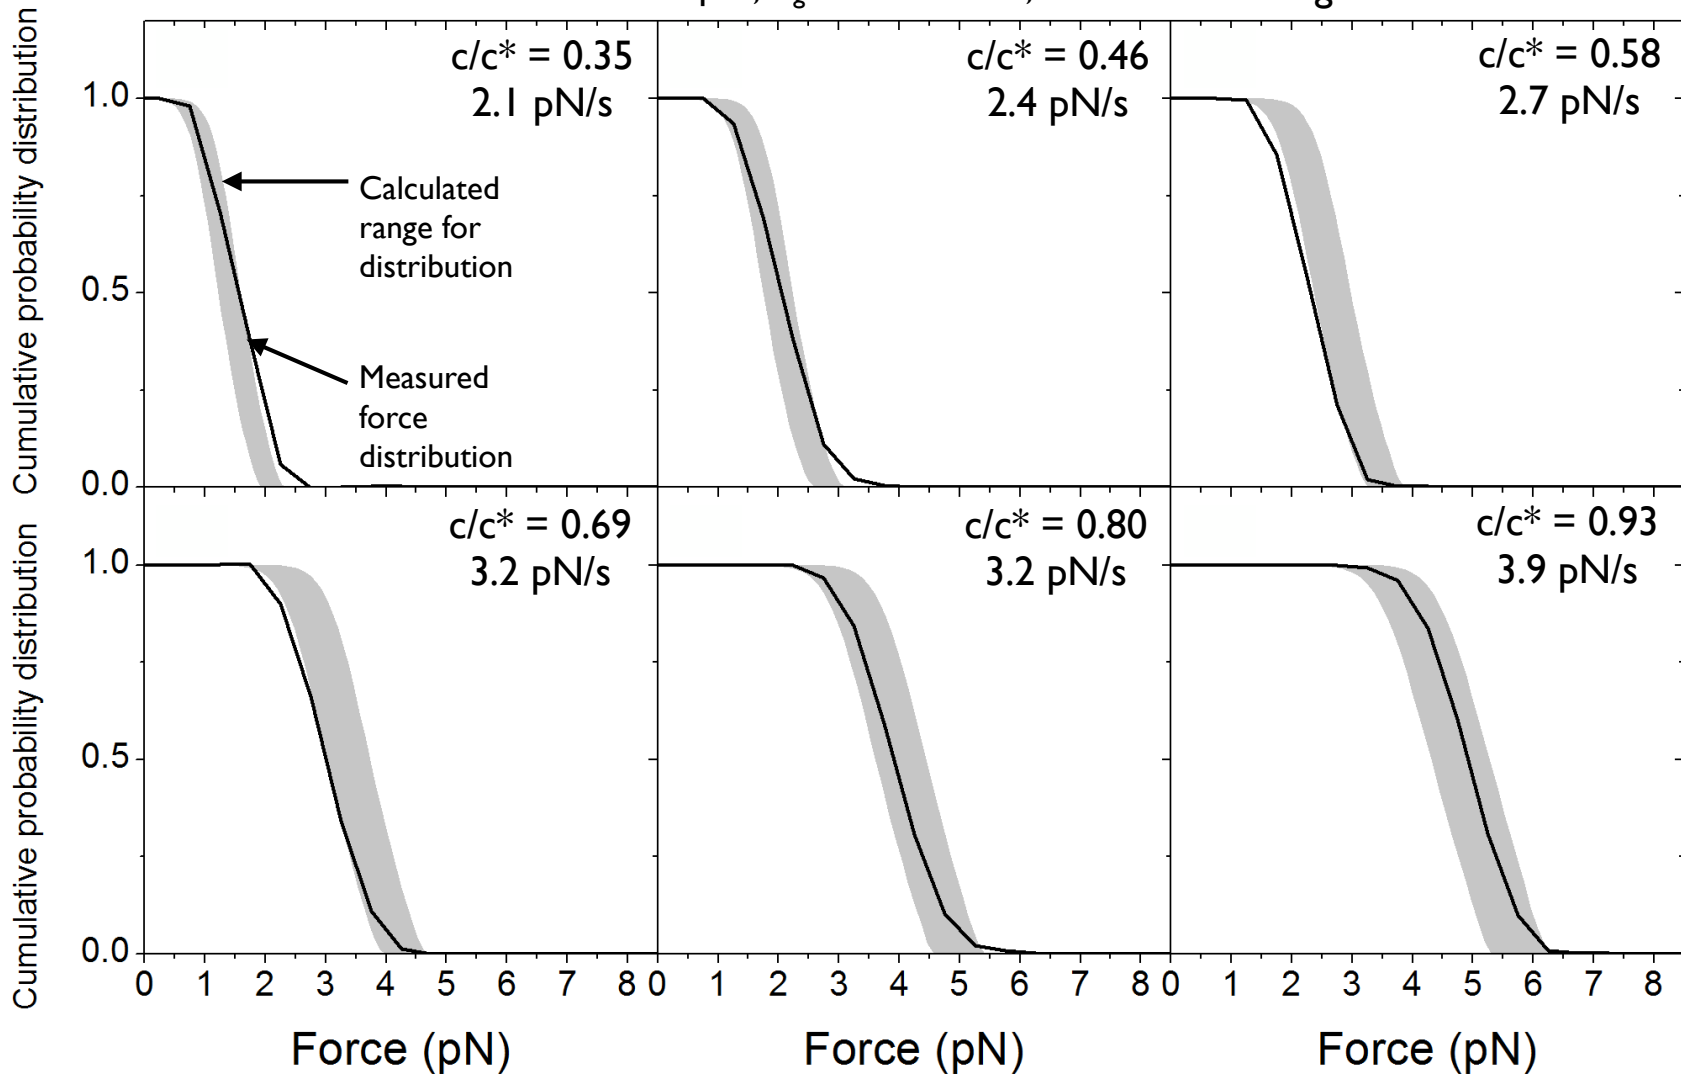 Cumulative probability distribution
1.0
0.5
0.0
c/c* = 0.35
2.1 pN/s
Calculated
range for
distribution
Measured
force
distribution
c/c* = 0.46
2.4 pN/s
c/c* = 0.58
2.7 pN/s
Cumulative probability distribution
1.0
0.5
0.0
c/c* = 0.69
3.2 pN/s
c/c* = 0.80
3.2 pN/s
c/c* = 0.93
3.9 pN/s
0 1 2 3 4 5 6 7 8 0 1 2 3 4 5 6 7 8 0 1 2 3 4 5 6 7 8
Force (pN) Force (pN) Force (pN)